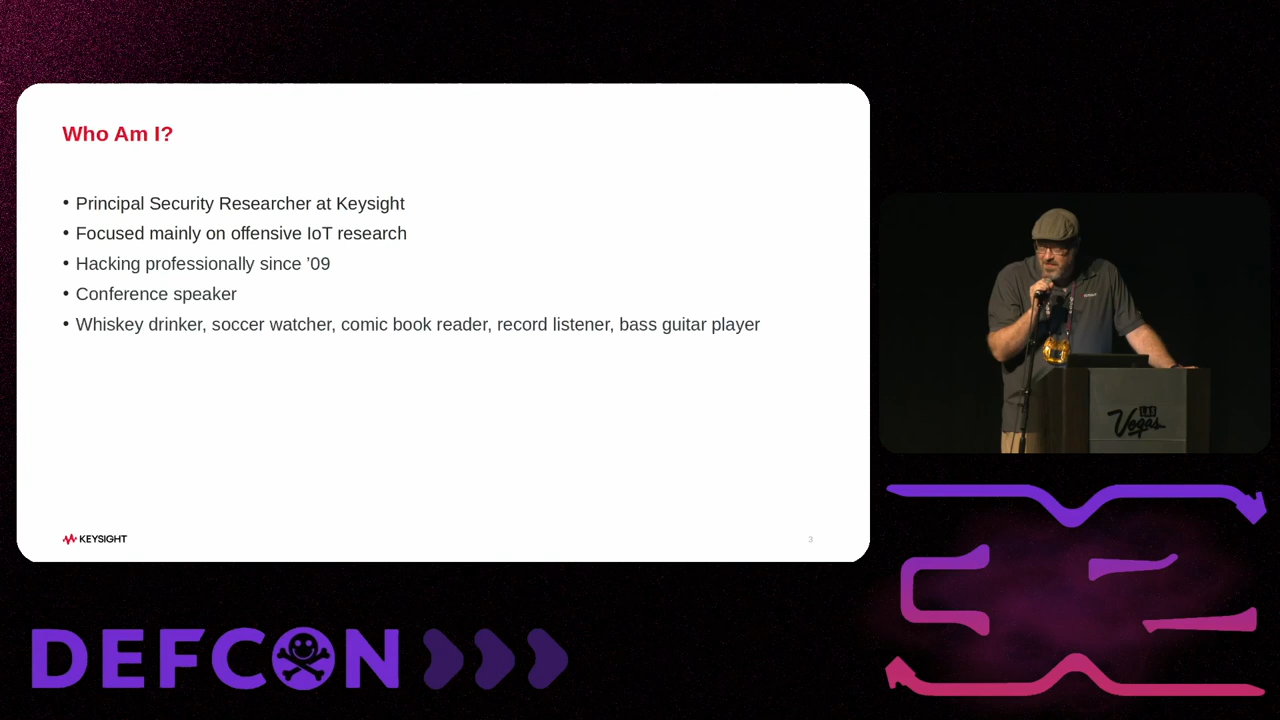 Who Am I?
• Principal Security Researcher at Keysight
• Focused mainly on offensive IoT research
• Hacking professionally since ’09
• Conference speaker
• Whiskey drinker, soccer watcher, comic book reader, record listener, bass guitar player
KEYSIGHT
3
LAS
Vegas
DEFCON